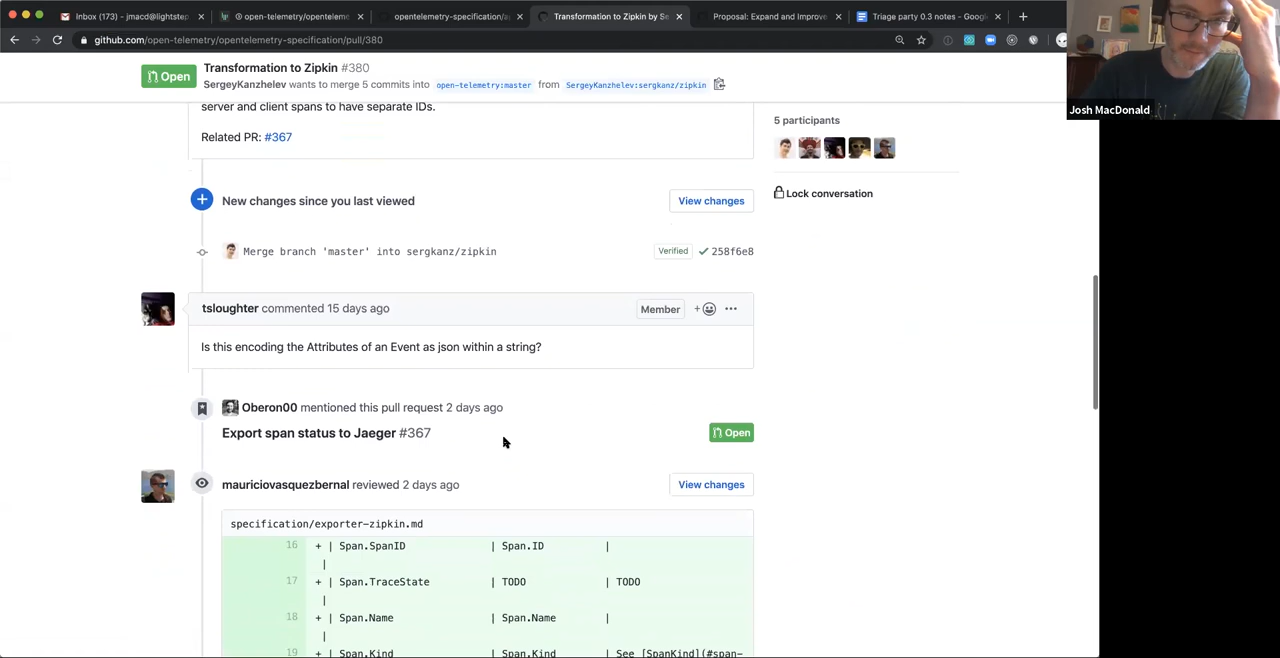 Inbox (173) - jmacd@lightstep
open-telemetry/opentelemo
opentelemetry-specification/a
Transformation to Zipkin by Se
Proposal: Expand and Improve
Triage party 0.3 notes - Googl
github.com/open-telemetry/opentelemetry-specification/pull/380
Open
Transformation to Zipkin #380
SergeyKanzhelev wants to merge 5 commits into open-telemetry:master from SergeyKanzhelev:sergkanz/zipkin
Josh MacDonald
server and client spans to have separate IDs.
Related PR: #367
5 participants
Lock conversation
New changes since you last viewed
View changes
Merge branch 'master' into sergkanz/zipkin
Verified
258f6e8
tsloughter commented 15 days ago
Member
Is this encoding the Attributes of an Event as json within a string?
Oberon00 mentioned this pull request 2 days ago
Export span status to Jaeger #367
Open
mauriciovasquezbernal reviewed 2 days ago
View changes
specification/exporter-zipkin.md
16 + | Span.SpanID | Span.ID |
|
17 + | Span.TraceState | TODO | TODO
|
18 + | Span.Name | Span.Name |
|
19 + | Span.Kind | Span.Kind | See [SpanKind](#span-